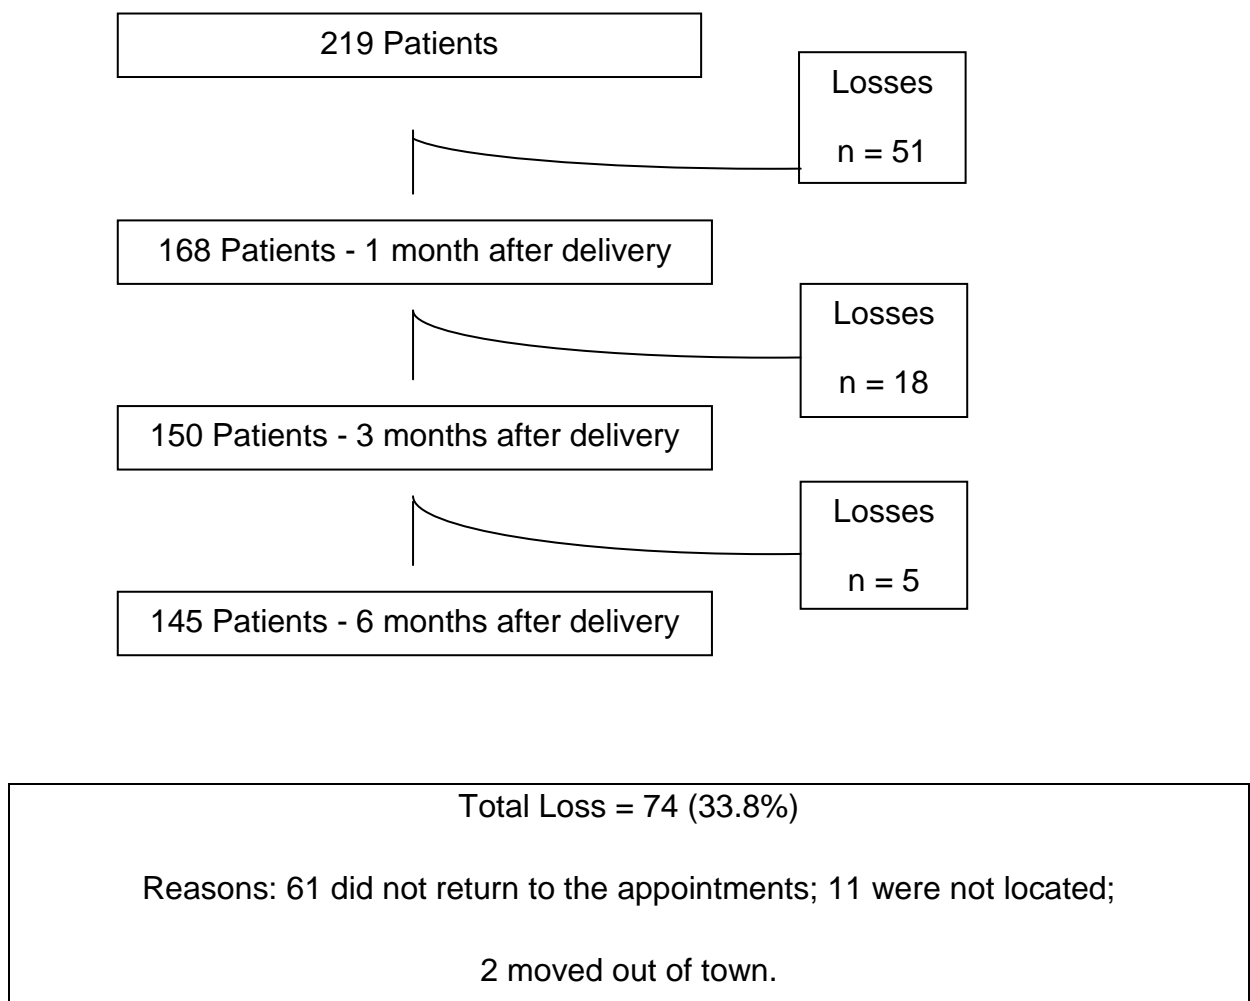 219 Patients
Losses
n = 51
168 Patients - 1 month after delivery
Losses
n = 18
150 Patients - 3 months after delivery
Losses
n = 5
145 Patients - 6 months after delivery
Total Loss = 74 (33.8%)
Reasons: 61 did not return to the appointments; 11 were not located;
2 moved out of town.